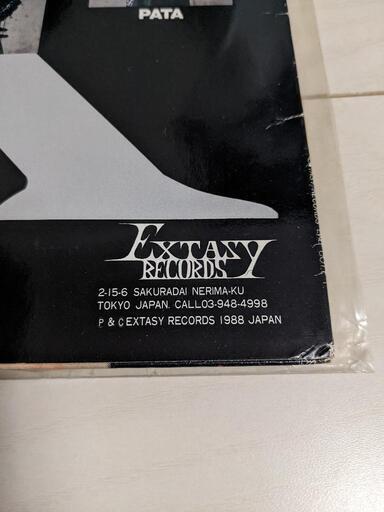 PATA
EXTASY
RECORDS
2-15-6 SAKURADAI NERIMA-KU
TOKYO JAPAN. CALL03-948-4998
P & C EXTASY RECORDS 1988 JAPAN